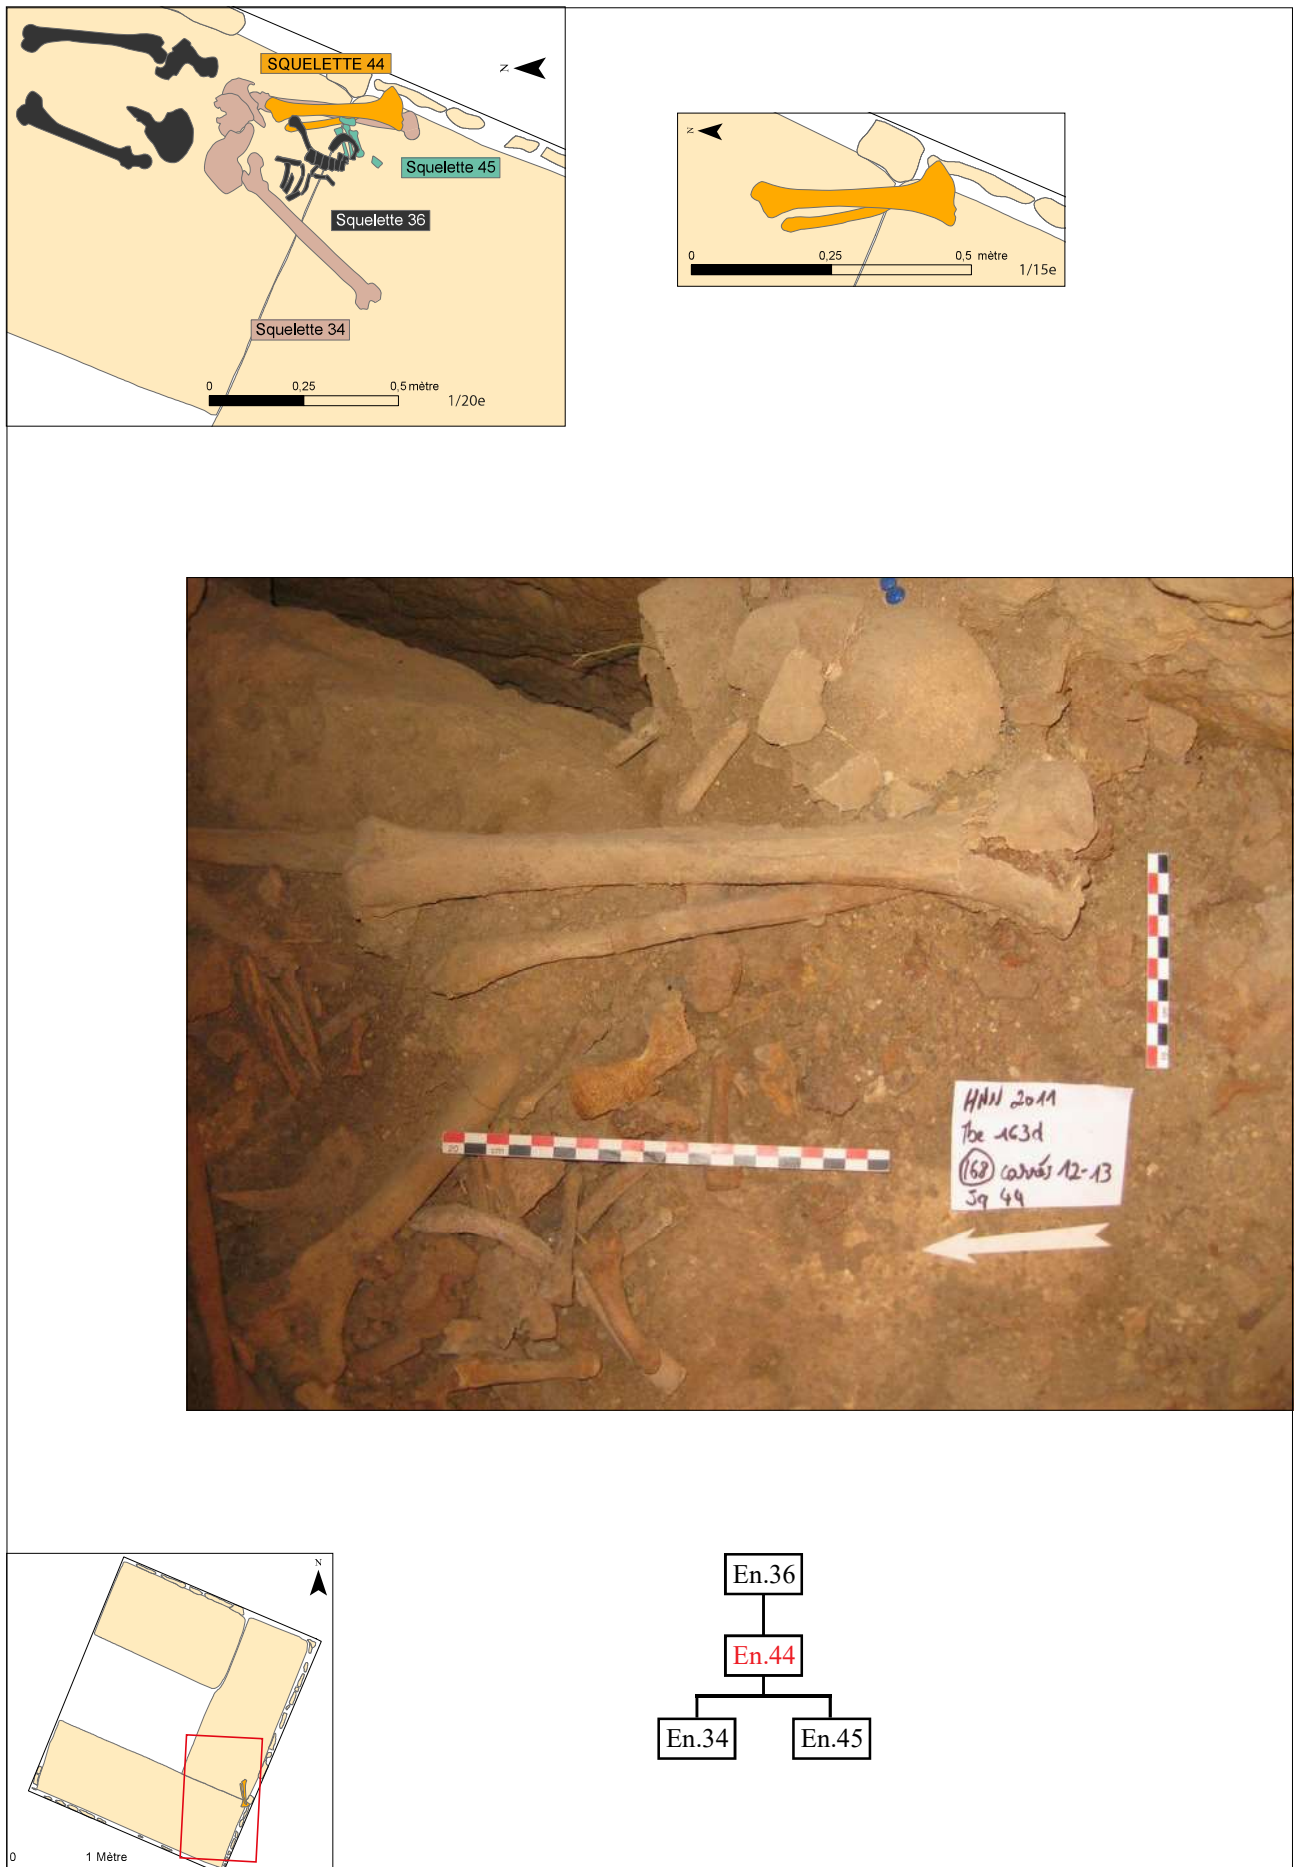 SQUELETTE 44
N
Squelette 45
Squelette 36
Squelette 34
0 0,25 0,5 mètre
1/20e
N
0 0,25 0,5 mètre
1/15e
HNN 2011
Tbe 163d
168 carrés 12-13
Sq 44
20 cm
N
0 1 Mètre
En.36
En.44
En.34 En.45